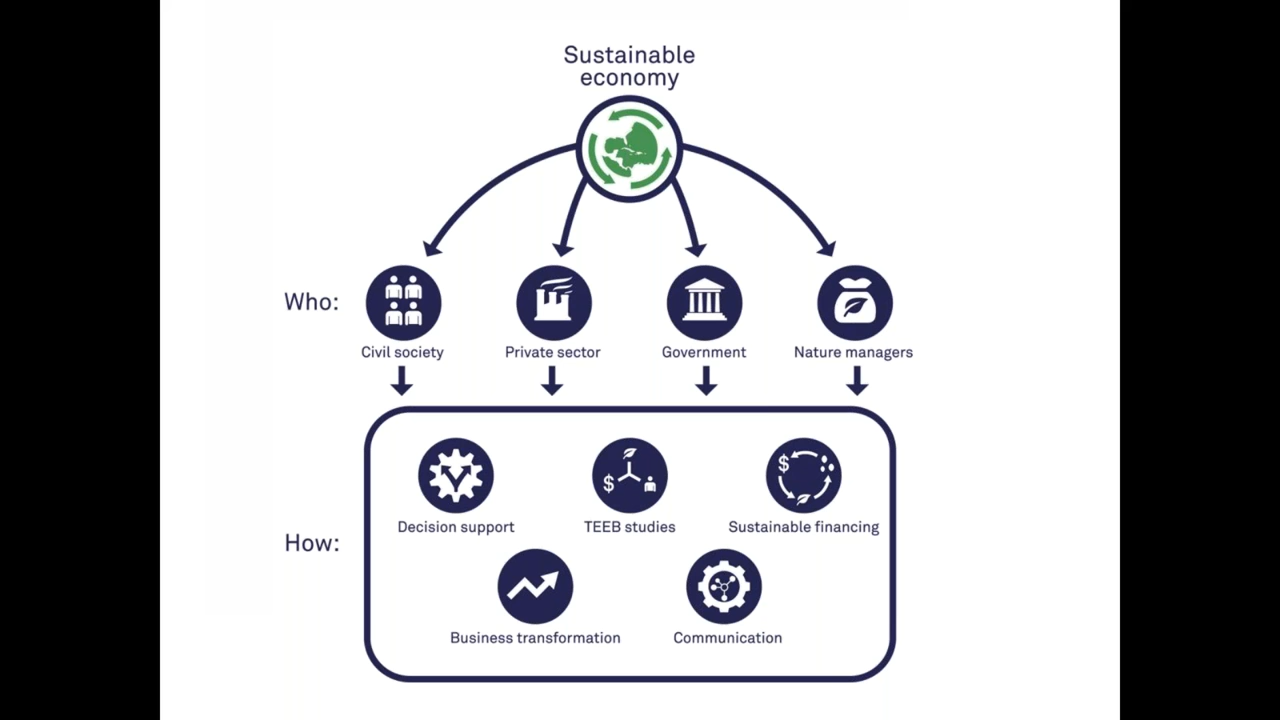 Sustainable
economy
Who:
Civil society
Private sector
Government
Nature managers
$
$
Decision support
TEEB studies
Sustainable financing
How:
Business transformation
Communication